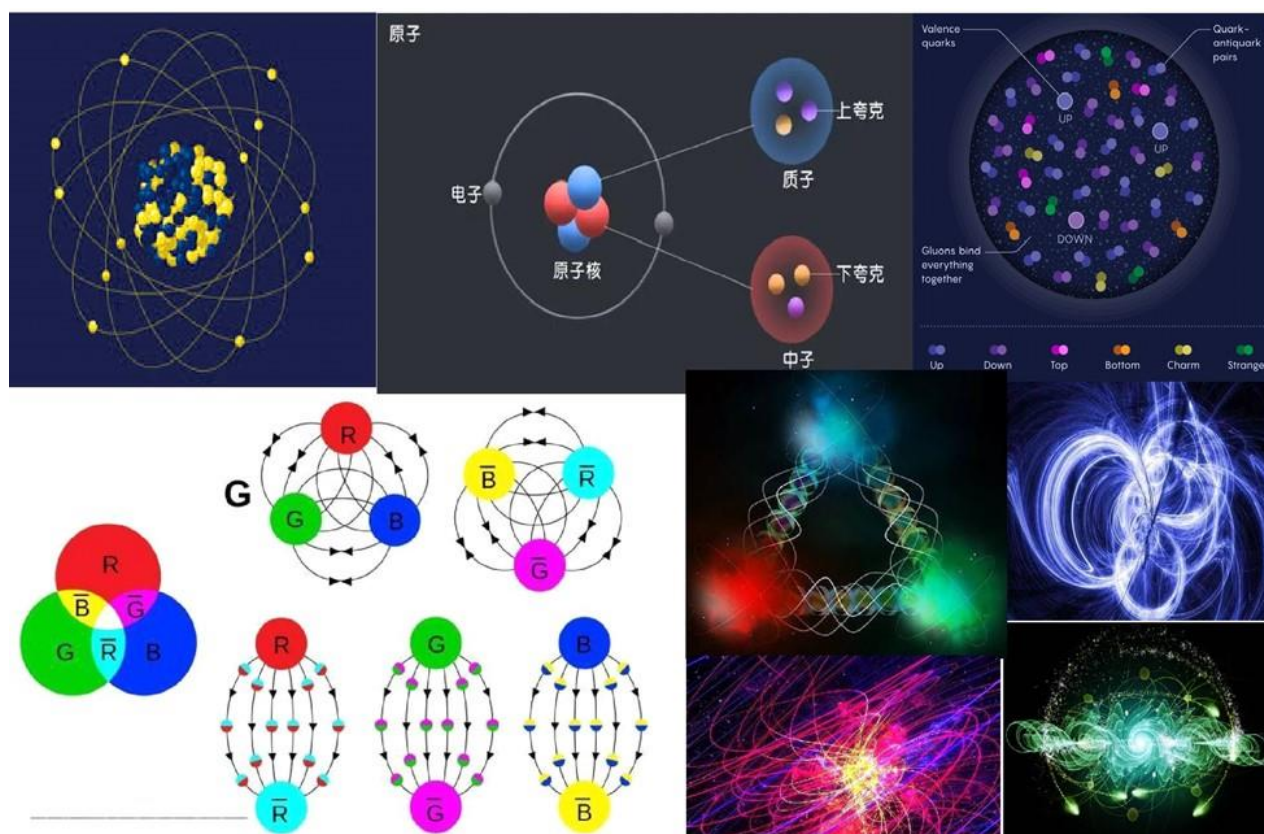 原子
电子
原子核
上夸克
质子
下夸克
中子
Valence
quarks
Quark-
antiquark
pairs
UP
UP
DOWN
Gluons bind
everything
together
Up
Down
Top
Bottom
Charm
Strange
R
B̅
G̅
G
R̅
B
G
R
G
B
B̅
R̅
G̅
R
R̅
G
G̅
B
B̅